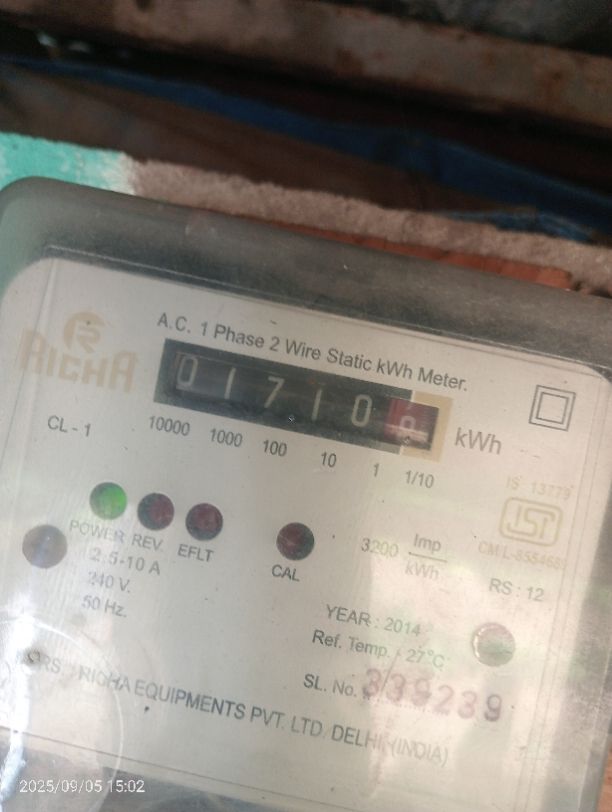 A.C. 1 Phase 2 Wire Static kWh Meter.
RICHA
0 1 7 1 0
kWh
CL - 1
10000 1000 100 10 1 1/10
IS 13779
ISI
CM/L-
POWER REV. EFLT
CAL
3200 Imp
kWh
2.5-10 A
240 V.
50 Hz.
RS : 12
YEAR : 2014
Ref. Temp. 27°C
SL. No. 339239
RICHA EQUIPMENTS PVT. LTD. DELHI (INDIA)
2025/09/05 15:02